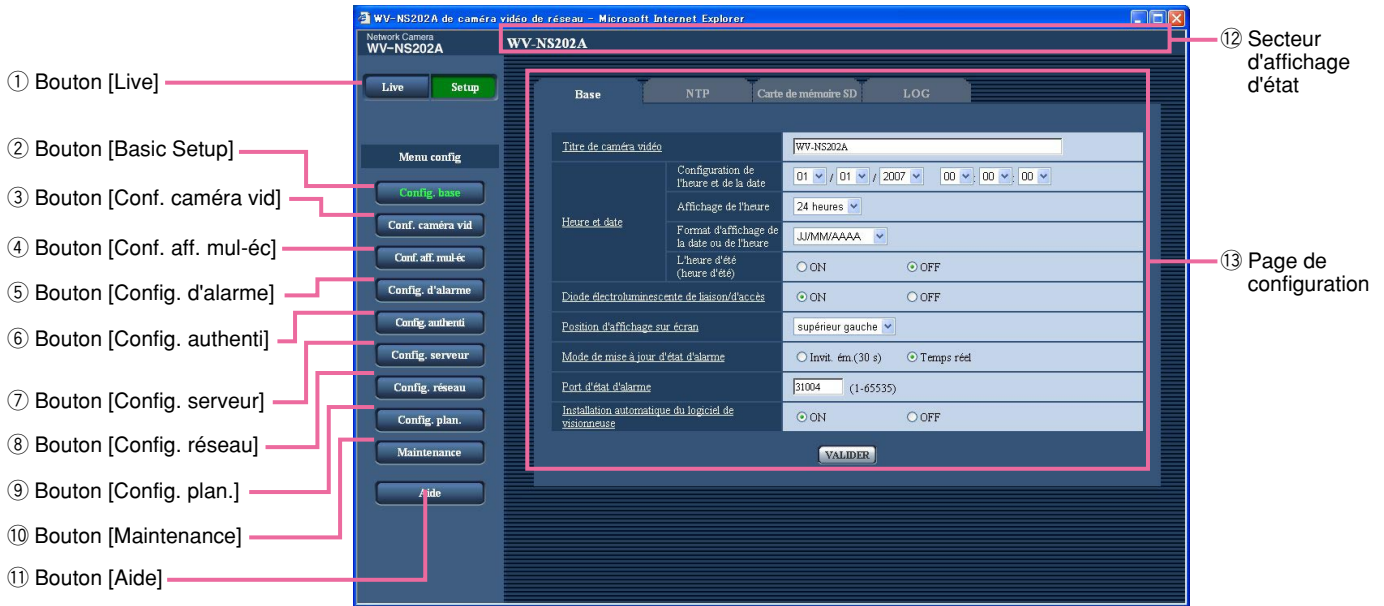 ① Bouton [Live]
② Bouton [Basic Setup]
③ Bouton [Conf. caméra vid]
④ Bouton [Conf. aff. mul-éc]
⑤ Bouton [Config. d'alarme]
⑥ Bouton [Config. authenti]
⑦ Bouton [Config. serveur]
⑧ Bouton [Config. réseau]
⑨ Bouton [Config. plan.]
⑩ Bouton [Maintenance]
⑪ Bouton [Aide]
WV-NS202A de caméra vidéo de réseau - Microsoft Internet Explorer
Network Camera
WV-NS202A
WV-NS202A
Live
Setup
Menu config
Config. base
Conf. caméra vid
Conf. aff. mul-éc
Config. d'alarme
Config. authenti
Config. serveur
Config. réseau
Config. plan.
Maintenance
Aide
Base
NTP
Carte de mémoire SD
LOG
Titre de caméra vidéo
WV-NS202A
Heure et date
Configuration de
l'heure et de la date
01 / 01 / 2007 00 : 00 : 00
Affichage de l'heure
24 heures
Format d'affichage de
la date ou de l'heure
JJ/MM/AAAA
L'heure d'été
(heure d'été)
ON OFF
Diode électroluminescente de liaison/d'accès
ON OFF
Position d'affichage sur écran
supérieur gauche
Mode de mise à jour d'état d'alarme
Invit. ém.(30 s) Temps réel
Port d'état d'alarme
31004 (1-65535)
Installation automatique du logiciel de
visionneuse
ON OFF
VALIDER
⑫ Secteur
d'affichage
d'état
⑬ Page de
configuration